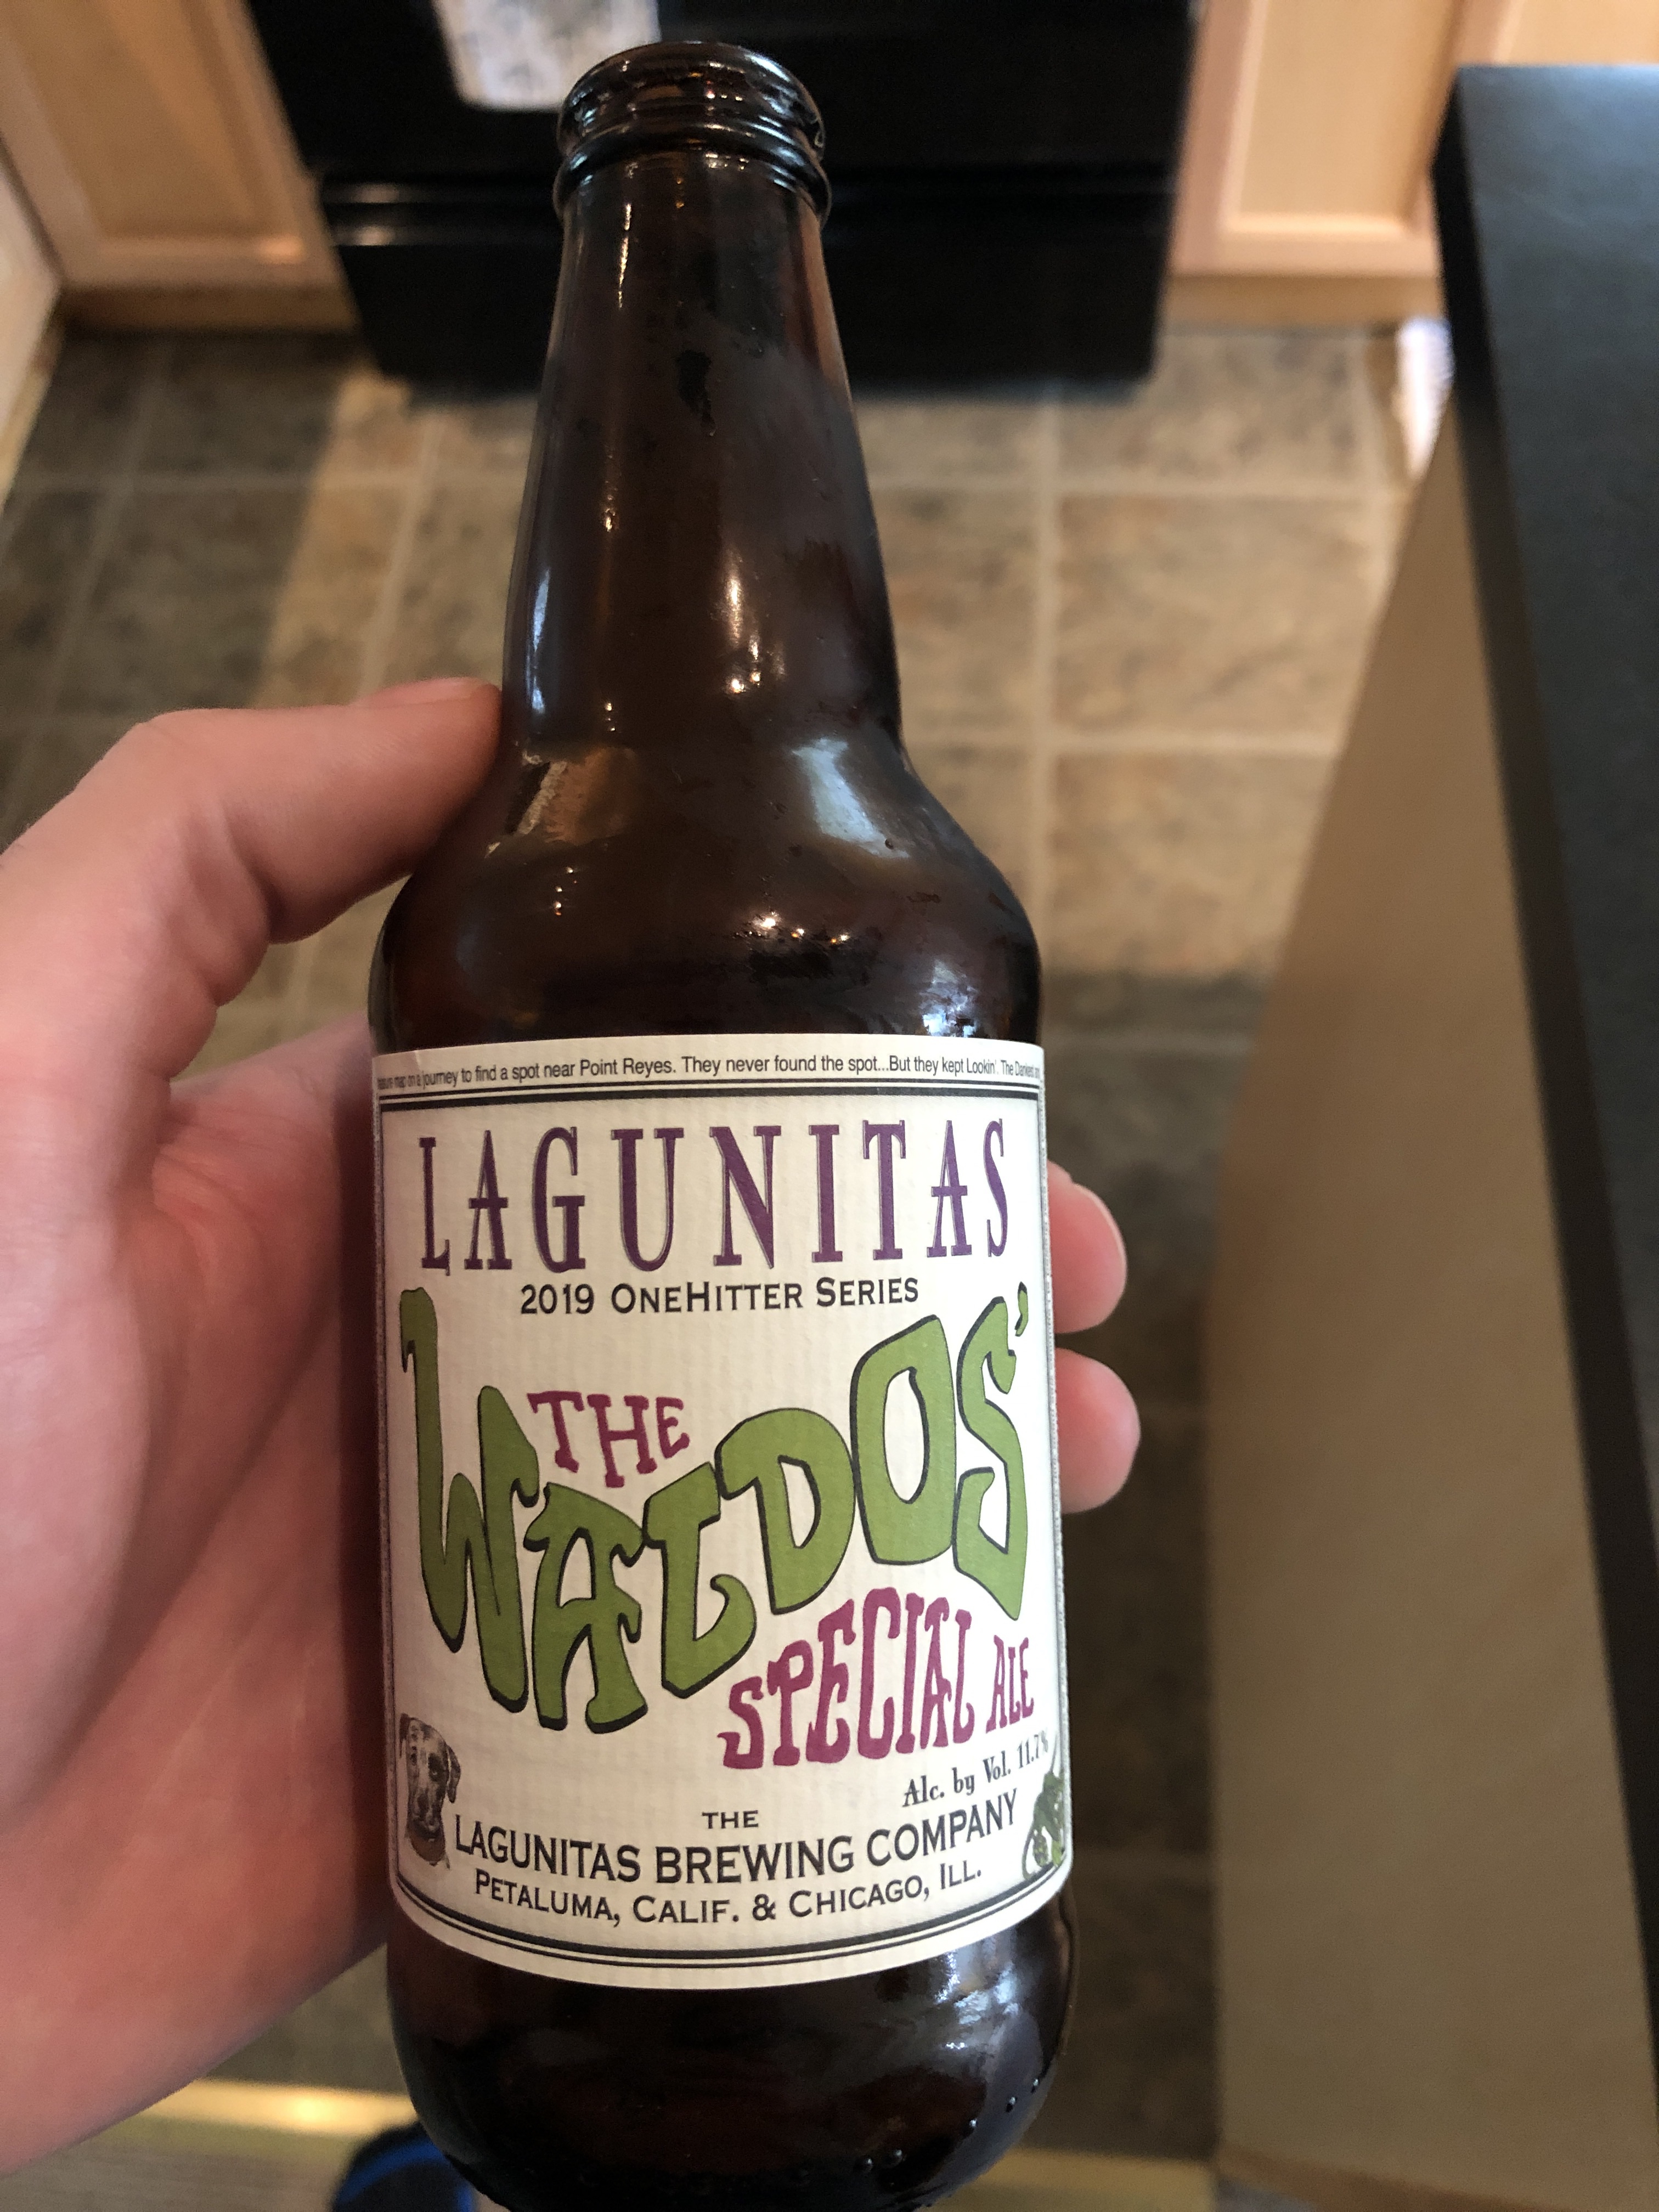 journey to find a spot near Point Reyes. They never found the spot...But they kept Lookin'. The
LAGUNITAS
2019 ONEHITTER SERIES
THE
WALDOS'
SPECIAL ALE
Alc. by Vol. 11.7%
THE
LAGUNITAS BREWING COMPANY
PETALUMA, CALIF. & CHICAGO, ILL.